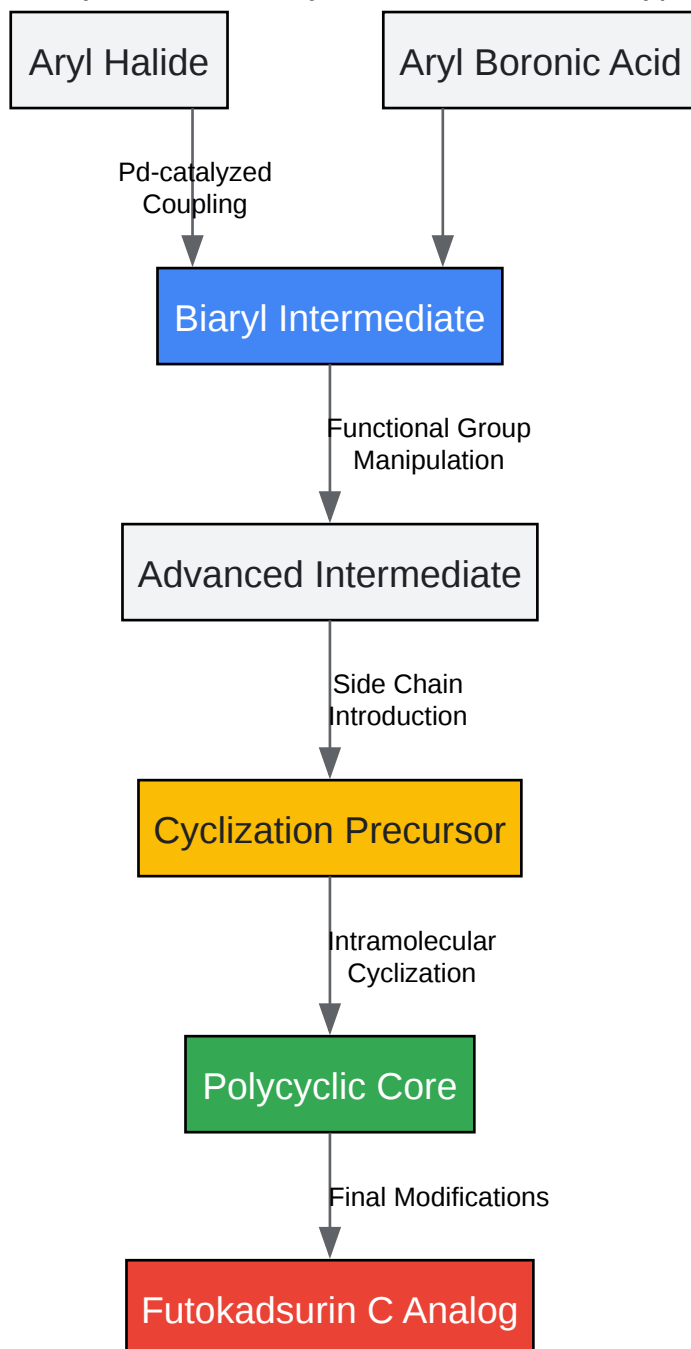 Aryl Halide
Aryl Boronic Acid
Pd-catalyzed
Coupling
Biaryl Intermediate
Functional Group
Manipulation
Advanced Intermediate
Side Chain
Introduction
Cyclization Precursor
Intramolecular
Cyclization
Polycyclic Core
Final Modifications
Futokadsurin C Analog